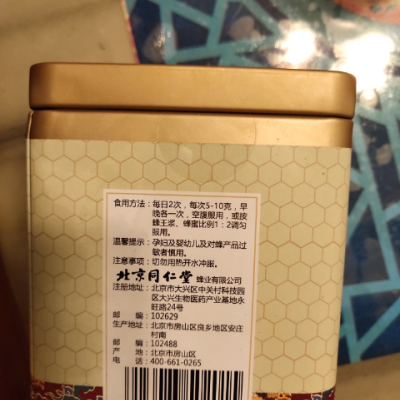 食用方法：每日2次，每次5-10克，早
晚各一次，空腹服用，或按
蜂王浆、蜂蜜比例1：2调匀
服用。
温馨提示：孕妇及婴幼儿及对蜂产品过
敏者慎用。
注意事项：切勿用热开水冲服。
北京同仁堂 蜂业有限公司
注册地址：北京市大兴区中关村科技园
区大兴生物医药产业基地永
旺路24号
邮 编：102629
生产地址：北京市房山区良乡地区安庄
村南
邮 编：102488
产 地：北京市房山区
电 话：400-661-0265